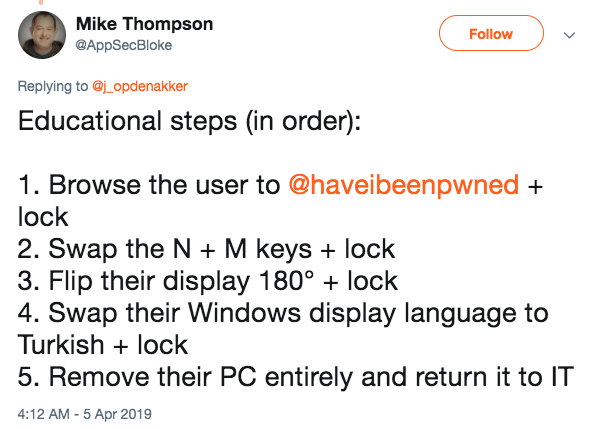 Mike Thompson
@AppSecBloke
Follow
Replying to @j_opdenakker
Educational steps (in order):
1. Browse the user to @haveibeenpwned +
lock
2. Swap the N + M keys + lock
3. Flip their display 180° + lock
4. Swap their Windows display language to
Turkish + lock
5. Remove their PC entirely and return it to IT
4:12 AM - 5 Apr 2019